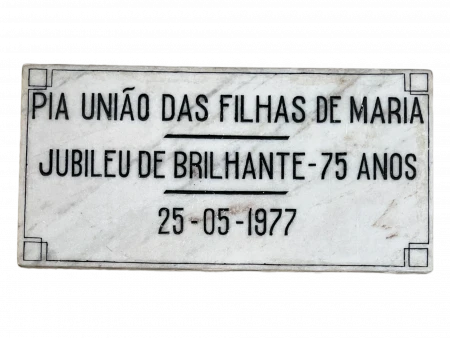 PIA UNIÃO DAS FILHAS DE MARIA
JUBILEU DE BRILHANTE-75 ANOS
25-05-1977